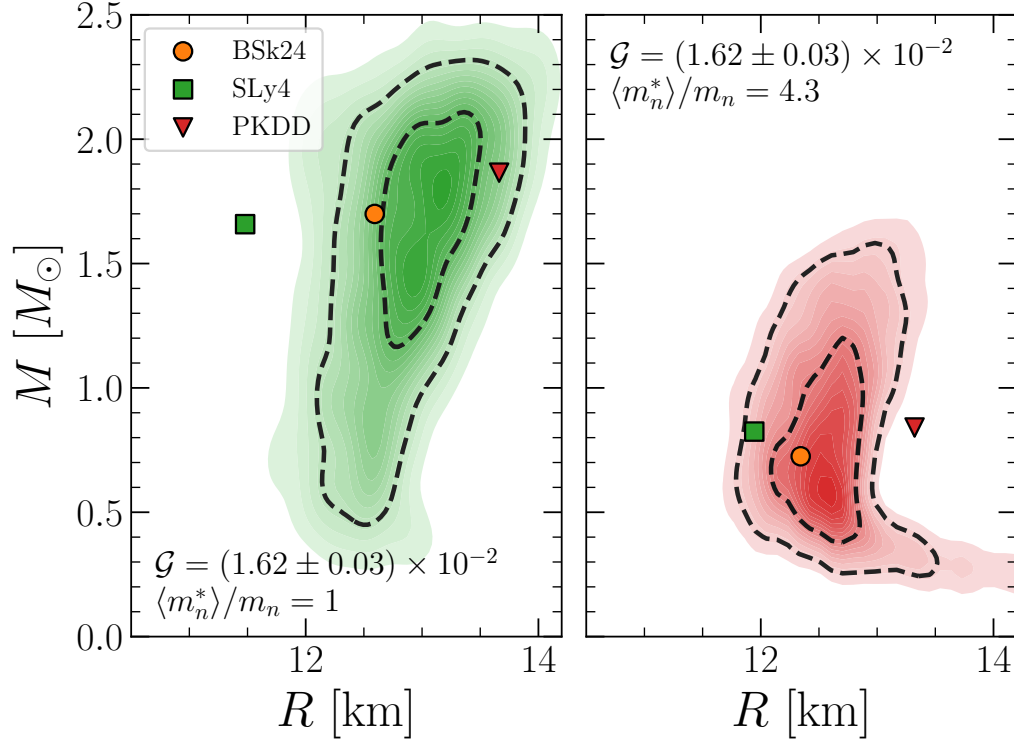 2.5
2.0
1.5
1.0
0.5
0.0
M [M⊙]
BSk24
SLy4
PKDD
𝒢 = (1.62 ± 0.03) × 10⁻²
⟨mₙ*⟩/mₙ = 1
12 14
R [km]
𝒢 = (1.62 ± 0.03) × 10⁻²
⟨mₙ*⟩/mₙ = 4.3
12 14
R [km]